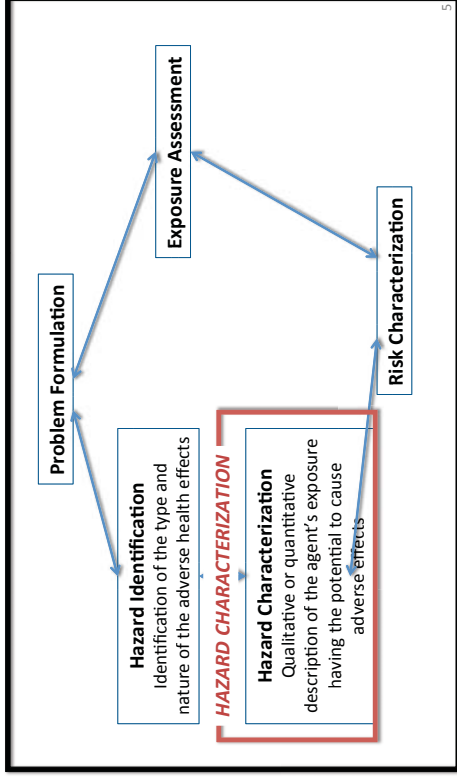 Problem Formulation
Hazard Identification
Identification of the type and
nature of the adverse health effects
Exposure Assessment
HAZARD CHARACTERIZATION
Hazard Characterization
Qualitative or quantitative
description of the agent's exposure
having the potential to cause
adverse effects
Risk Characterization
5